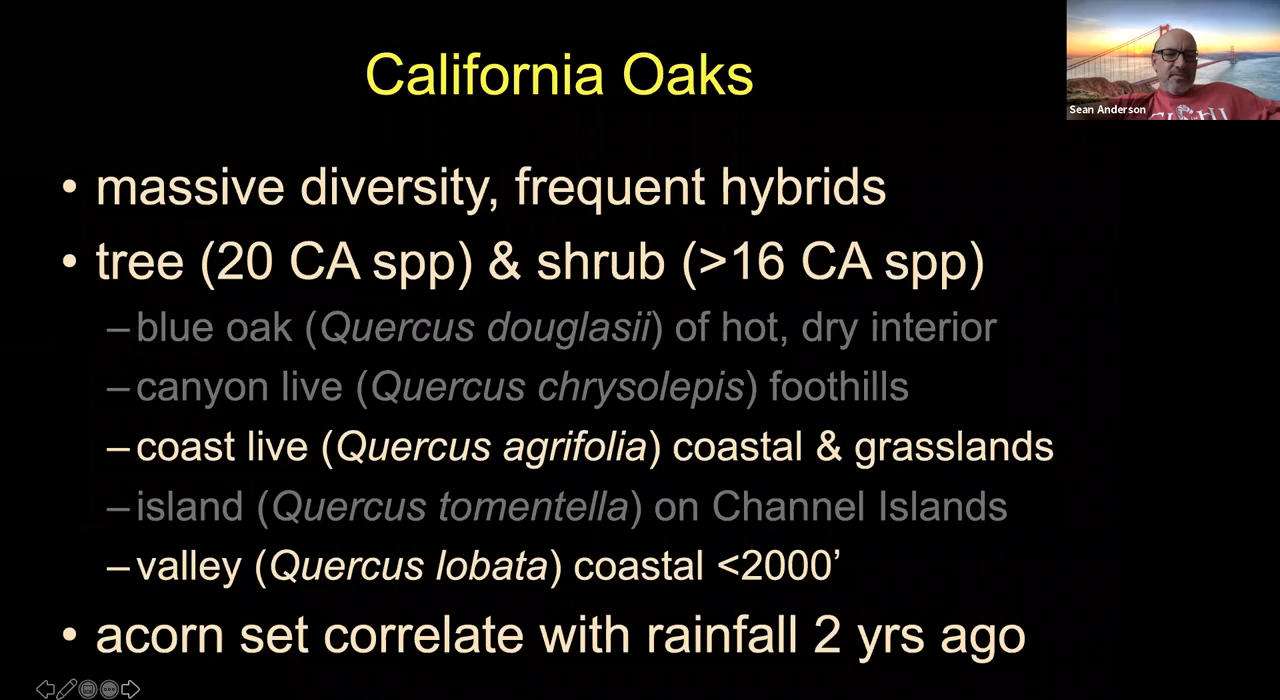 California Oaks
Sean Anderson
• massive diversity, frequent hybrids
• tree (20 CA spp) & shrub (>16 CA spp)
–blue oak (Quercus douglasii) of hot, dry interior
–canyon live (Quercus chrysolepis) foothills
–coast live (Quercus agrifolia) coastal & grasslands
–island (Quercus tomentella) on Channel Islands
–valley (Quercus lobata) coastal <2000’
• acorn set correlate with rainfall 2 yrs ago